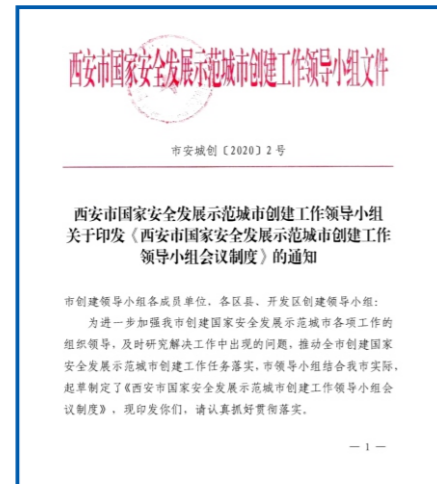 西安市国家安全发展示范城市创建工作领导小组文件
市安城创〔2020〕2号
西安市国家安全发展示范城市创建工作领导小组
关于印发《西安市国家安全发展示范城市创建工作
领导小组会议制度》的通知
市创建领导小组各成员单位、各区县、开发区创建领导小组:
为进一步加强我市创建国家安全发展示范城市各项工作的
组织领导，及时研究解决工作中出现的问题，推动全市创建国家
安全发展示范城市创建工作任务落实，市领导小组结合我市实际，
起草制定了《西安市国家安全发展示范城市创建工作领导小组会
议制度》，现印发你们，请认真抓好贯彻落实。
— 1 —